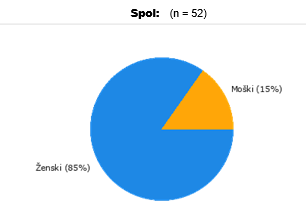 Spol: (n = 52)
Moški (15%)
Ženski (85%)